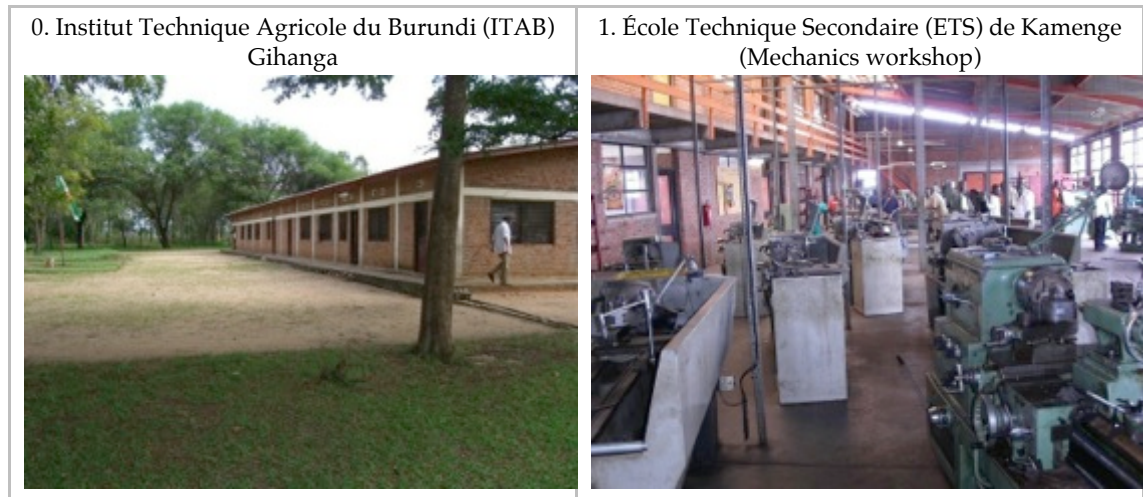 0. Institut Technique Agricole du Burundi (ITAB)
Gihanga
1. École Technique Secondaire (ETS) de Kamenge
(Mechanics workshop)